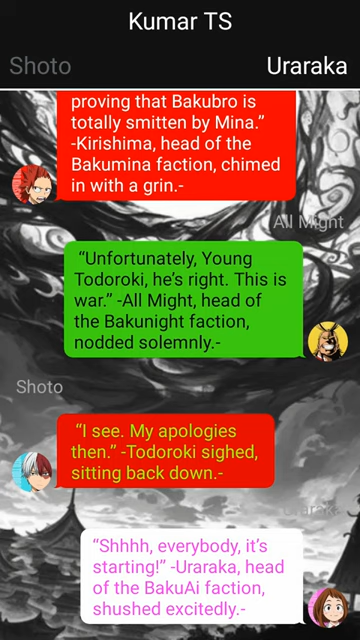 Kumar TS
Shoto
Uraraka
proving that Bakubro is
totally smitten by Mina.”
-Kirishima, head of the
Bakumina faction, chimed
in with a grin.-
All Might
“Unfortunately, Young
Todoroki, he’s right. This is
war.” -All Might, head of
the Bakunight faction,
nodded solemnly.-
Shoto
“I see. My apologies
then.” -Todoroki sighed,
sitting back down.-
Uraraka
“Shhhh, everybody, it’s
starting!” -Uraraka, head
of the BakuAi faction,
shushed excitedly.-